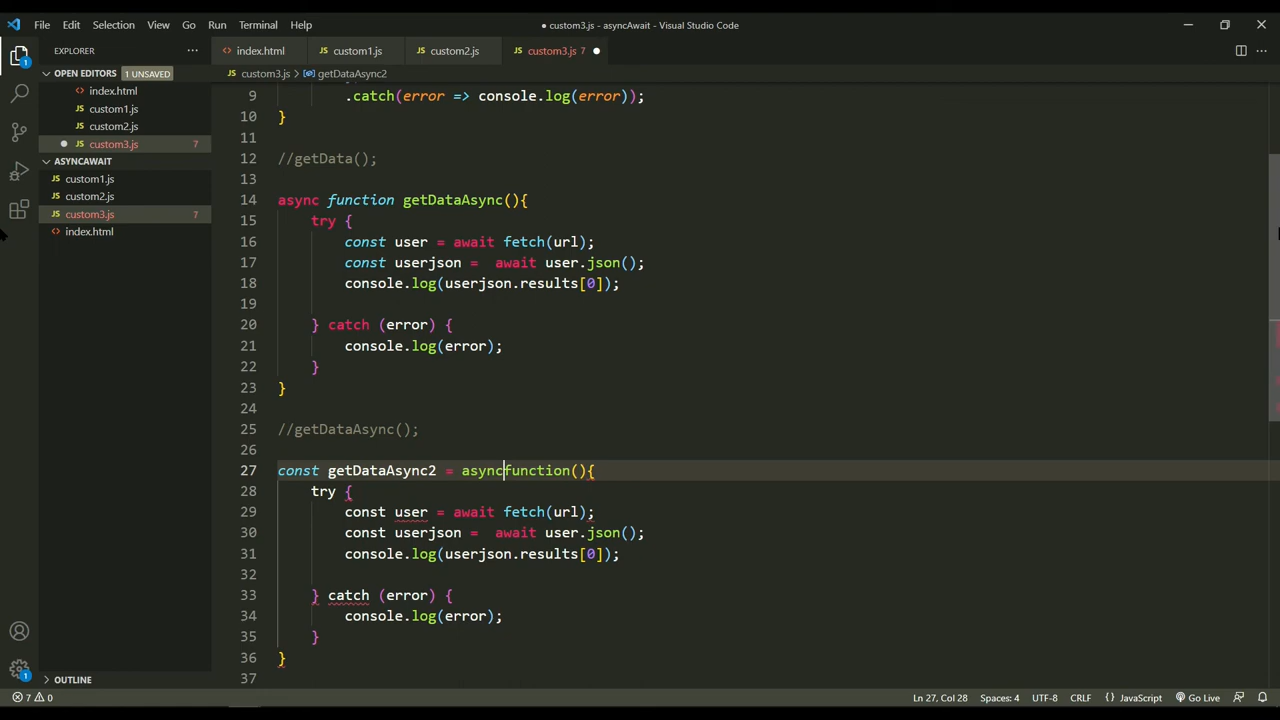 File Edit Selection View Go Run Terminal Help
● custom3.js - asyncAwait - Visual Studio Code
EXPLORER ···
index.html custom1.js custom2.js custom3.js 7
OPEN EDITORS 1 UNSAVED
JS custom3.js > getDataAsync2
index.html
JS custom1.js
JS custom2.js
JS custom3.js 7
ASYNCAWAIT
JS custom1.js
JS custom2.js
JS custom3.js 7
index.html
9 .catch(error => console.log(error));
10 }
11
12 //getData();
13
14 async function getDataAsync(){
15 try {
16 const user = await fetch(url);
17 const userjson =  await user.json();
18 console.log(userjson.results[0]);
19
20 } catch (error) {
21 console.log(error);
22 }
23 }
24
25 //getDataAsync();
26
27 const getDataAsync2 = asyncfunction(){
28 try {
29 const user = await fetch(url);
30 const userjson =  await user.json();
31 console.log(userjson.results[0]);
32
33 } catch (error) {
34 console.log(error);
35 }
36 }
37
OUTLINE
7 0 Ln 27, Col 28 Spaces: 4 UTF-8 CRLF {} JavaScript Go Live